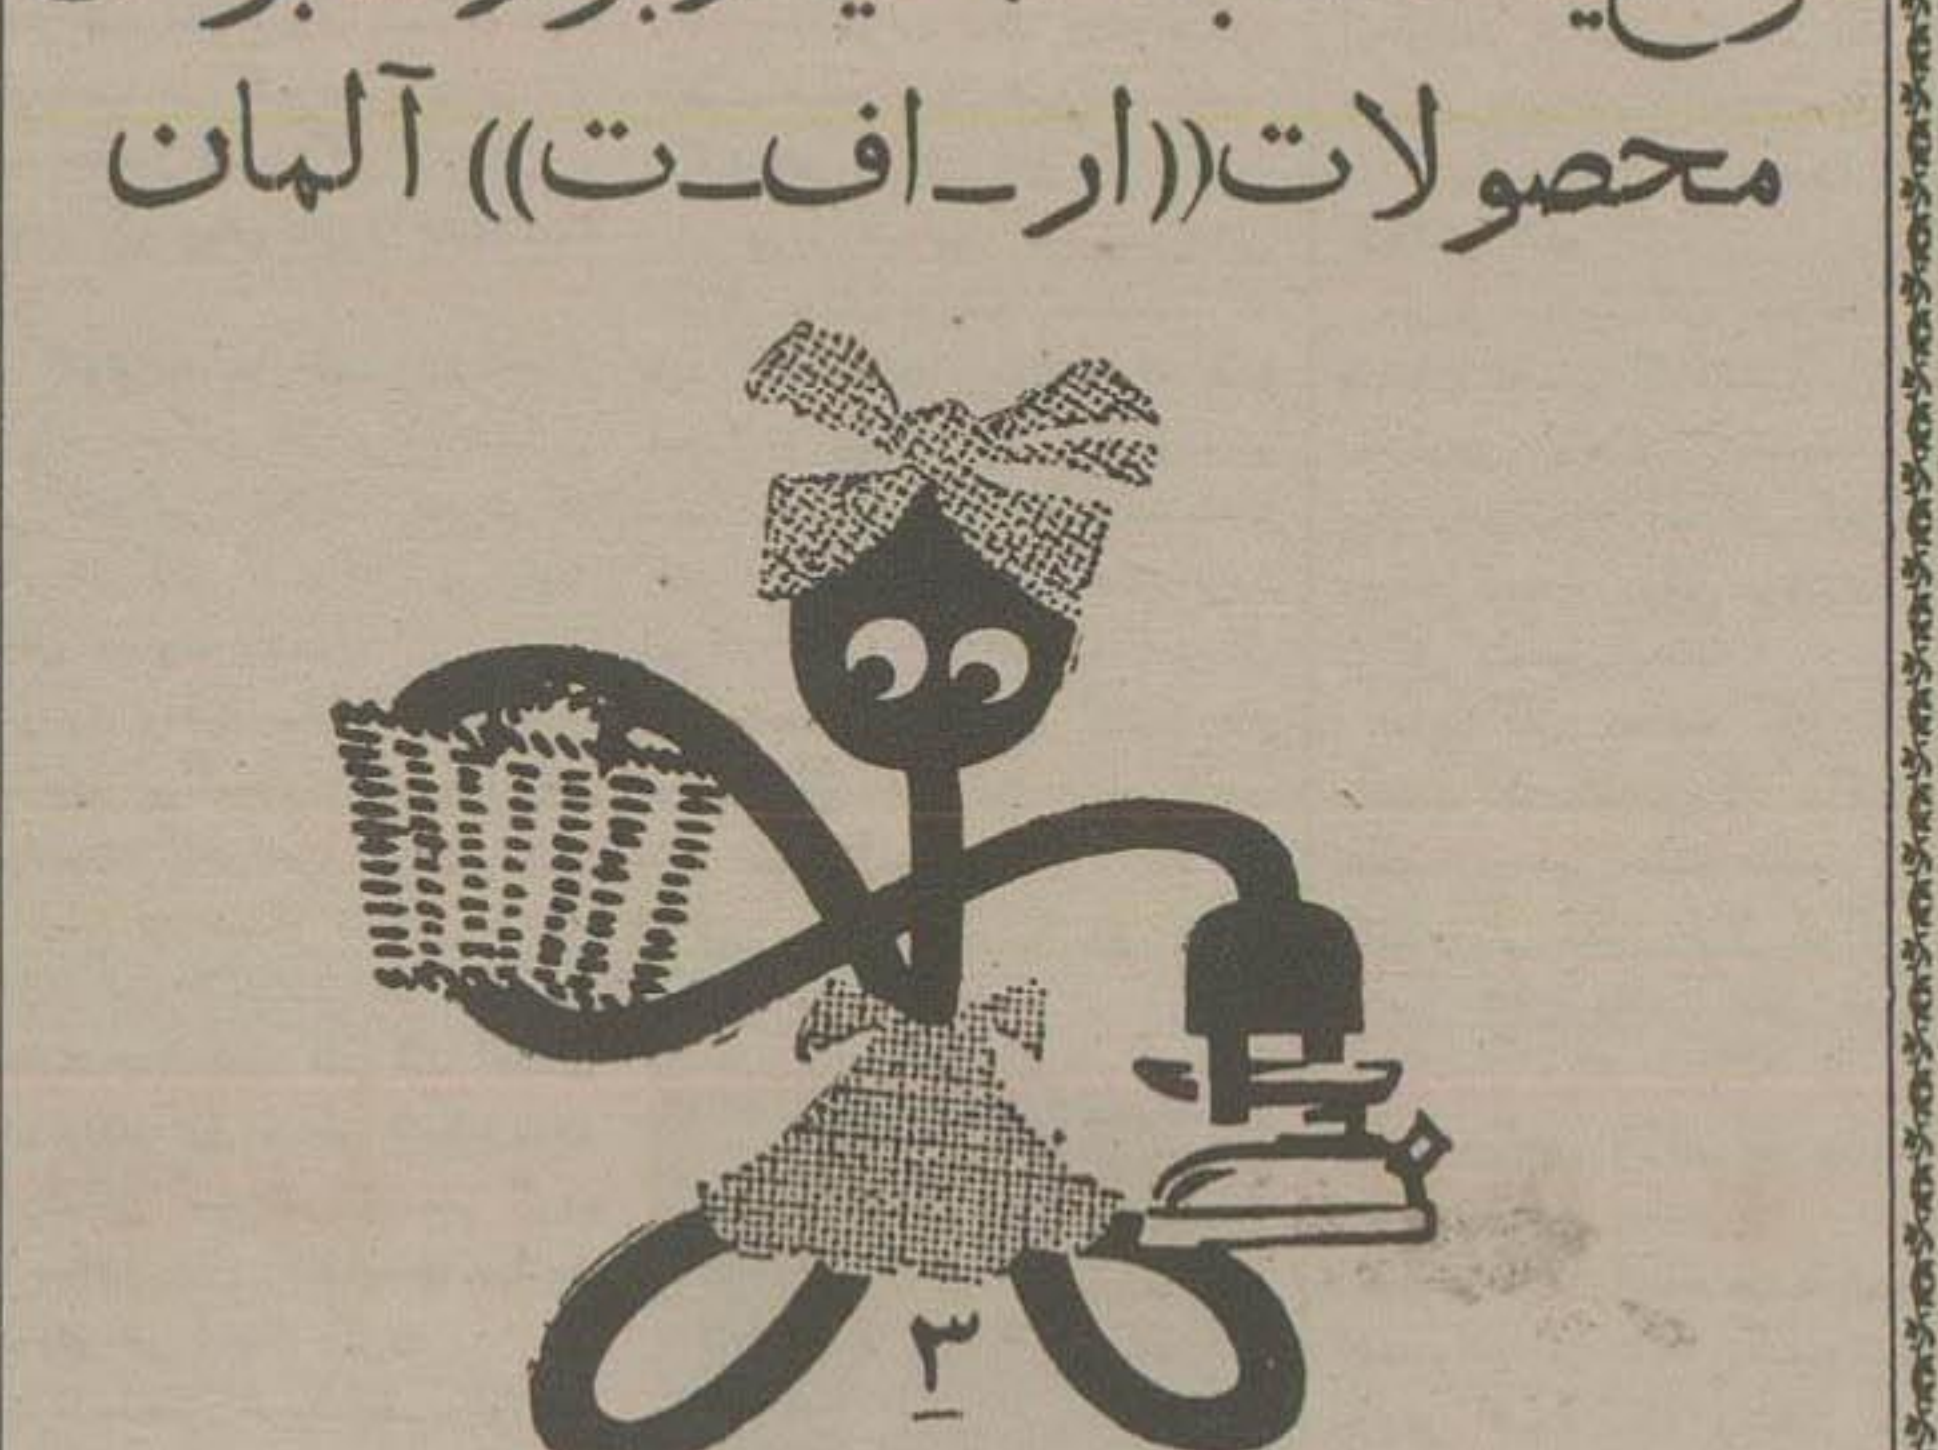 محصولات ((ار ـ اف ـ ت)) آلمان
۳